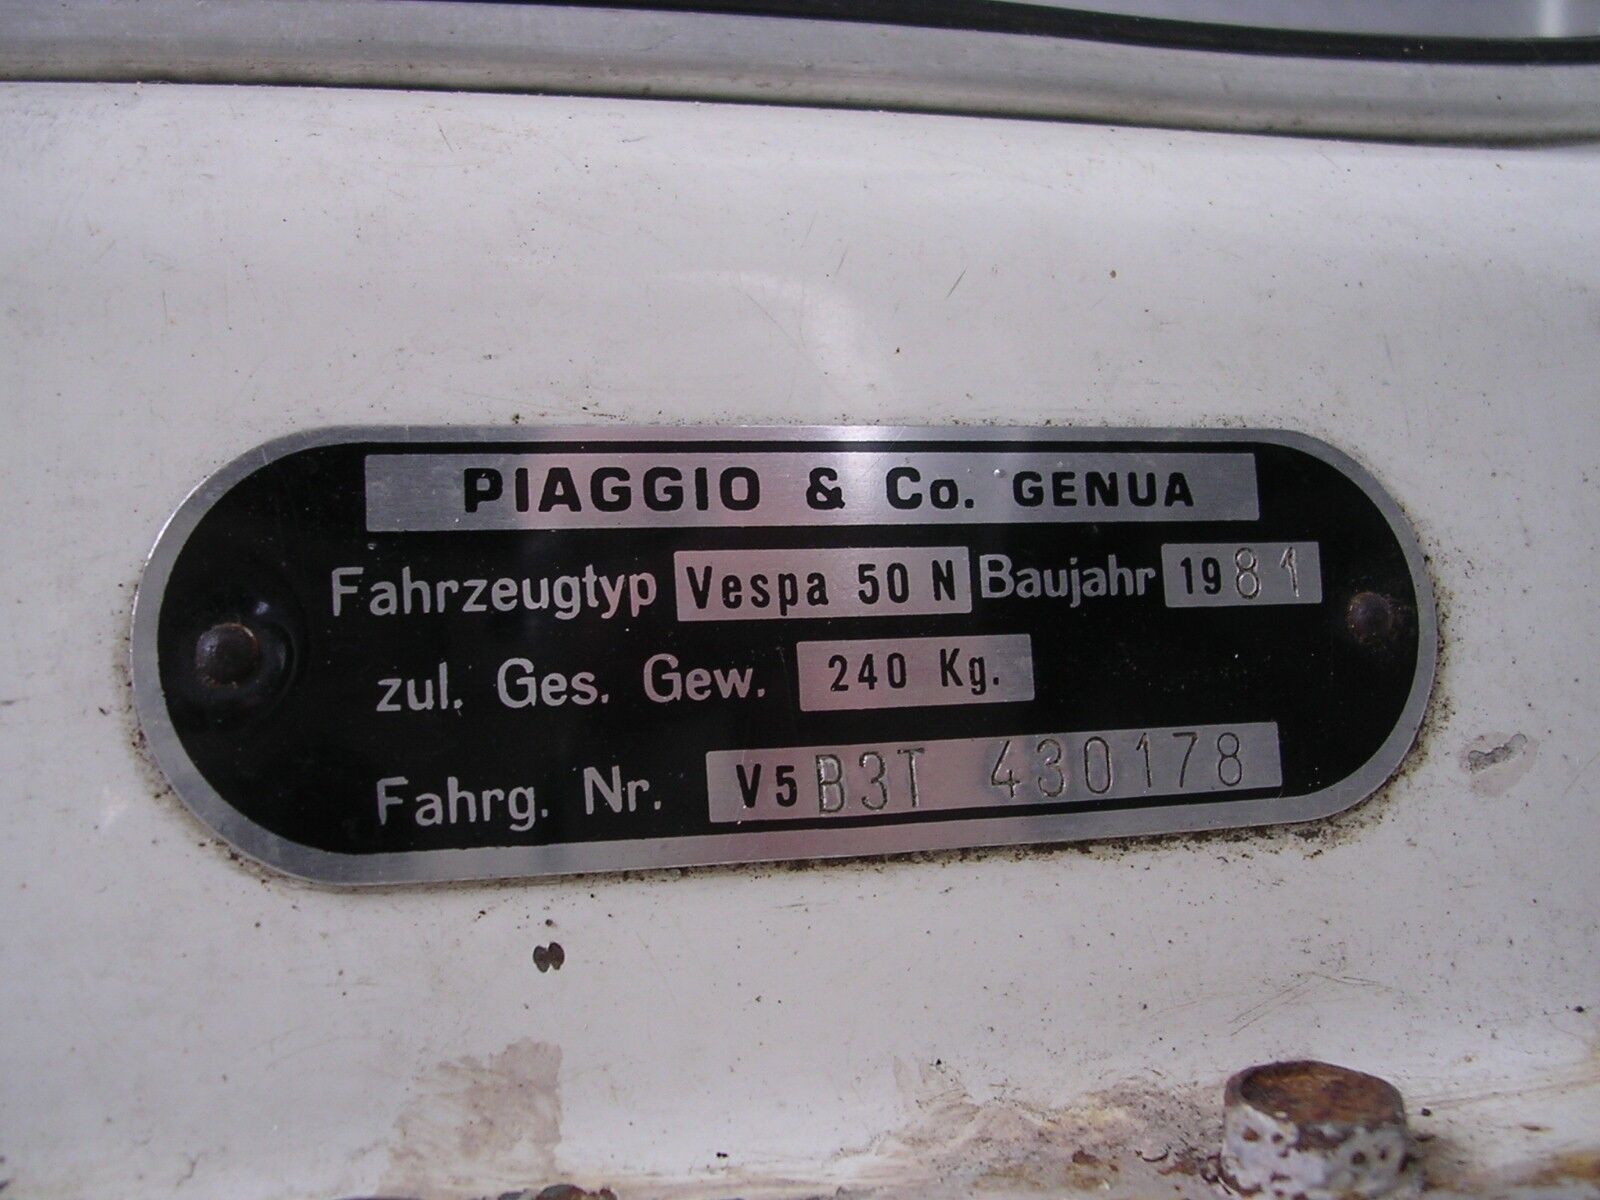 PIAGGIO & Co. GENUA
Fahrzeugtyp Vespa 50 N Baujahr 1981
zul. Ges. Gew. 240 Kg.
Fahrg. Nr. V5B3T 430178